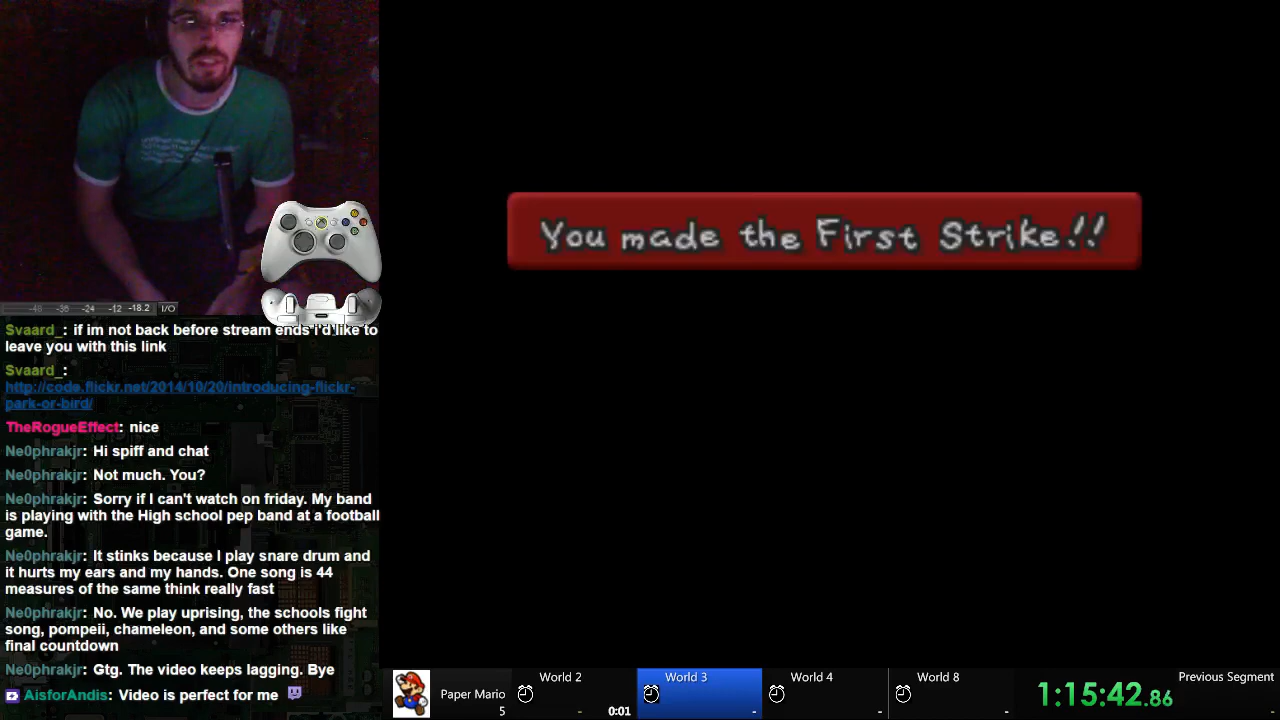 You made the First Strike!!
-48 -36 -24 -12 -18.2 I/O
Svaard_: if im not back before stream ends i'd like to
leave you with this link
Svaard_:
http://code.flickr.net/2014/10/20/introducing-flickr-
park-or-bird/
TheRogueEffect: nice
Ne0phrakjr: Hi spiff and chat
Ne0phrakjr: Not much. You?
Ne0phrakjr: Sorry if I can't watch on friday. My band
is playing with the High school pep band at a football
game.
Ne0phrakjr: It stinks because I play snare drum and
it hurts my ears and my hands. One song is 44
measures of the same think really fast
Ne0phrakjr: No. We play uprising, the schools fight
song, pompeii, chameleon, and some others like
final countdown
Ne0phrakjr: Gtg. The video keeps lagging. Bye
AisforAndis: Video is perfect for me
Paper Mario
5
World 2
-
0:01
World 3
-
World 4
-
World 8
-
1:15:42.86
Previous Segment
-